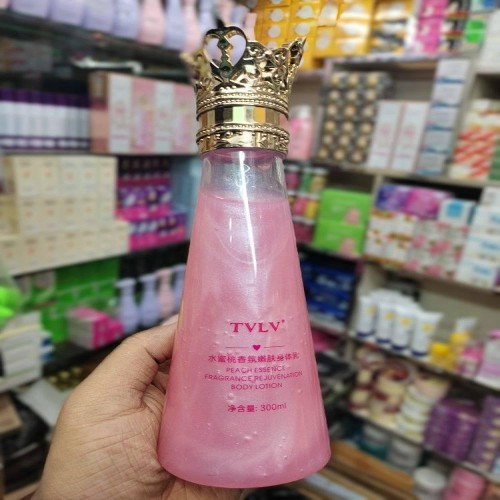 TVLV®
水蜜桃香氛嫩肤身体乳
PEACH ESSENCE
FRAGRANCE REJUVENATION
BODY LOTION
净含量: 300ml